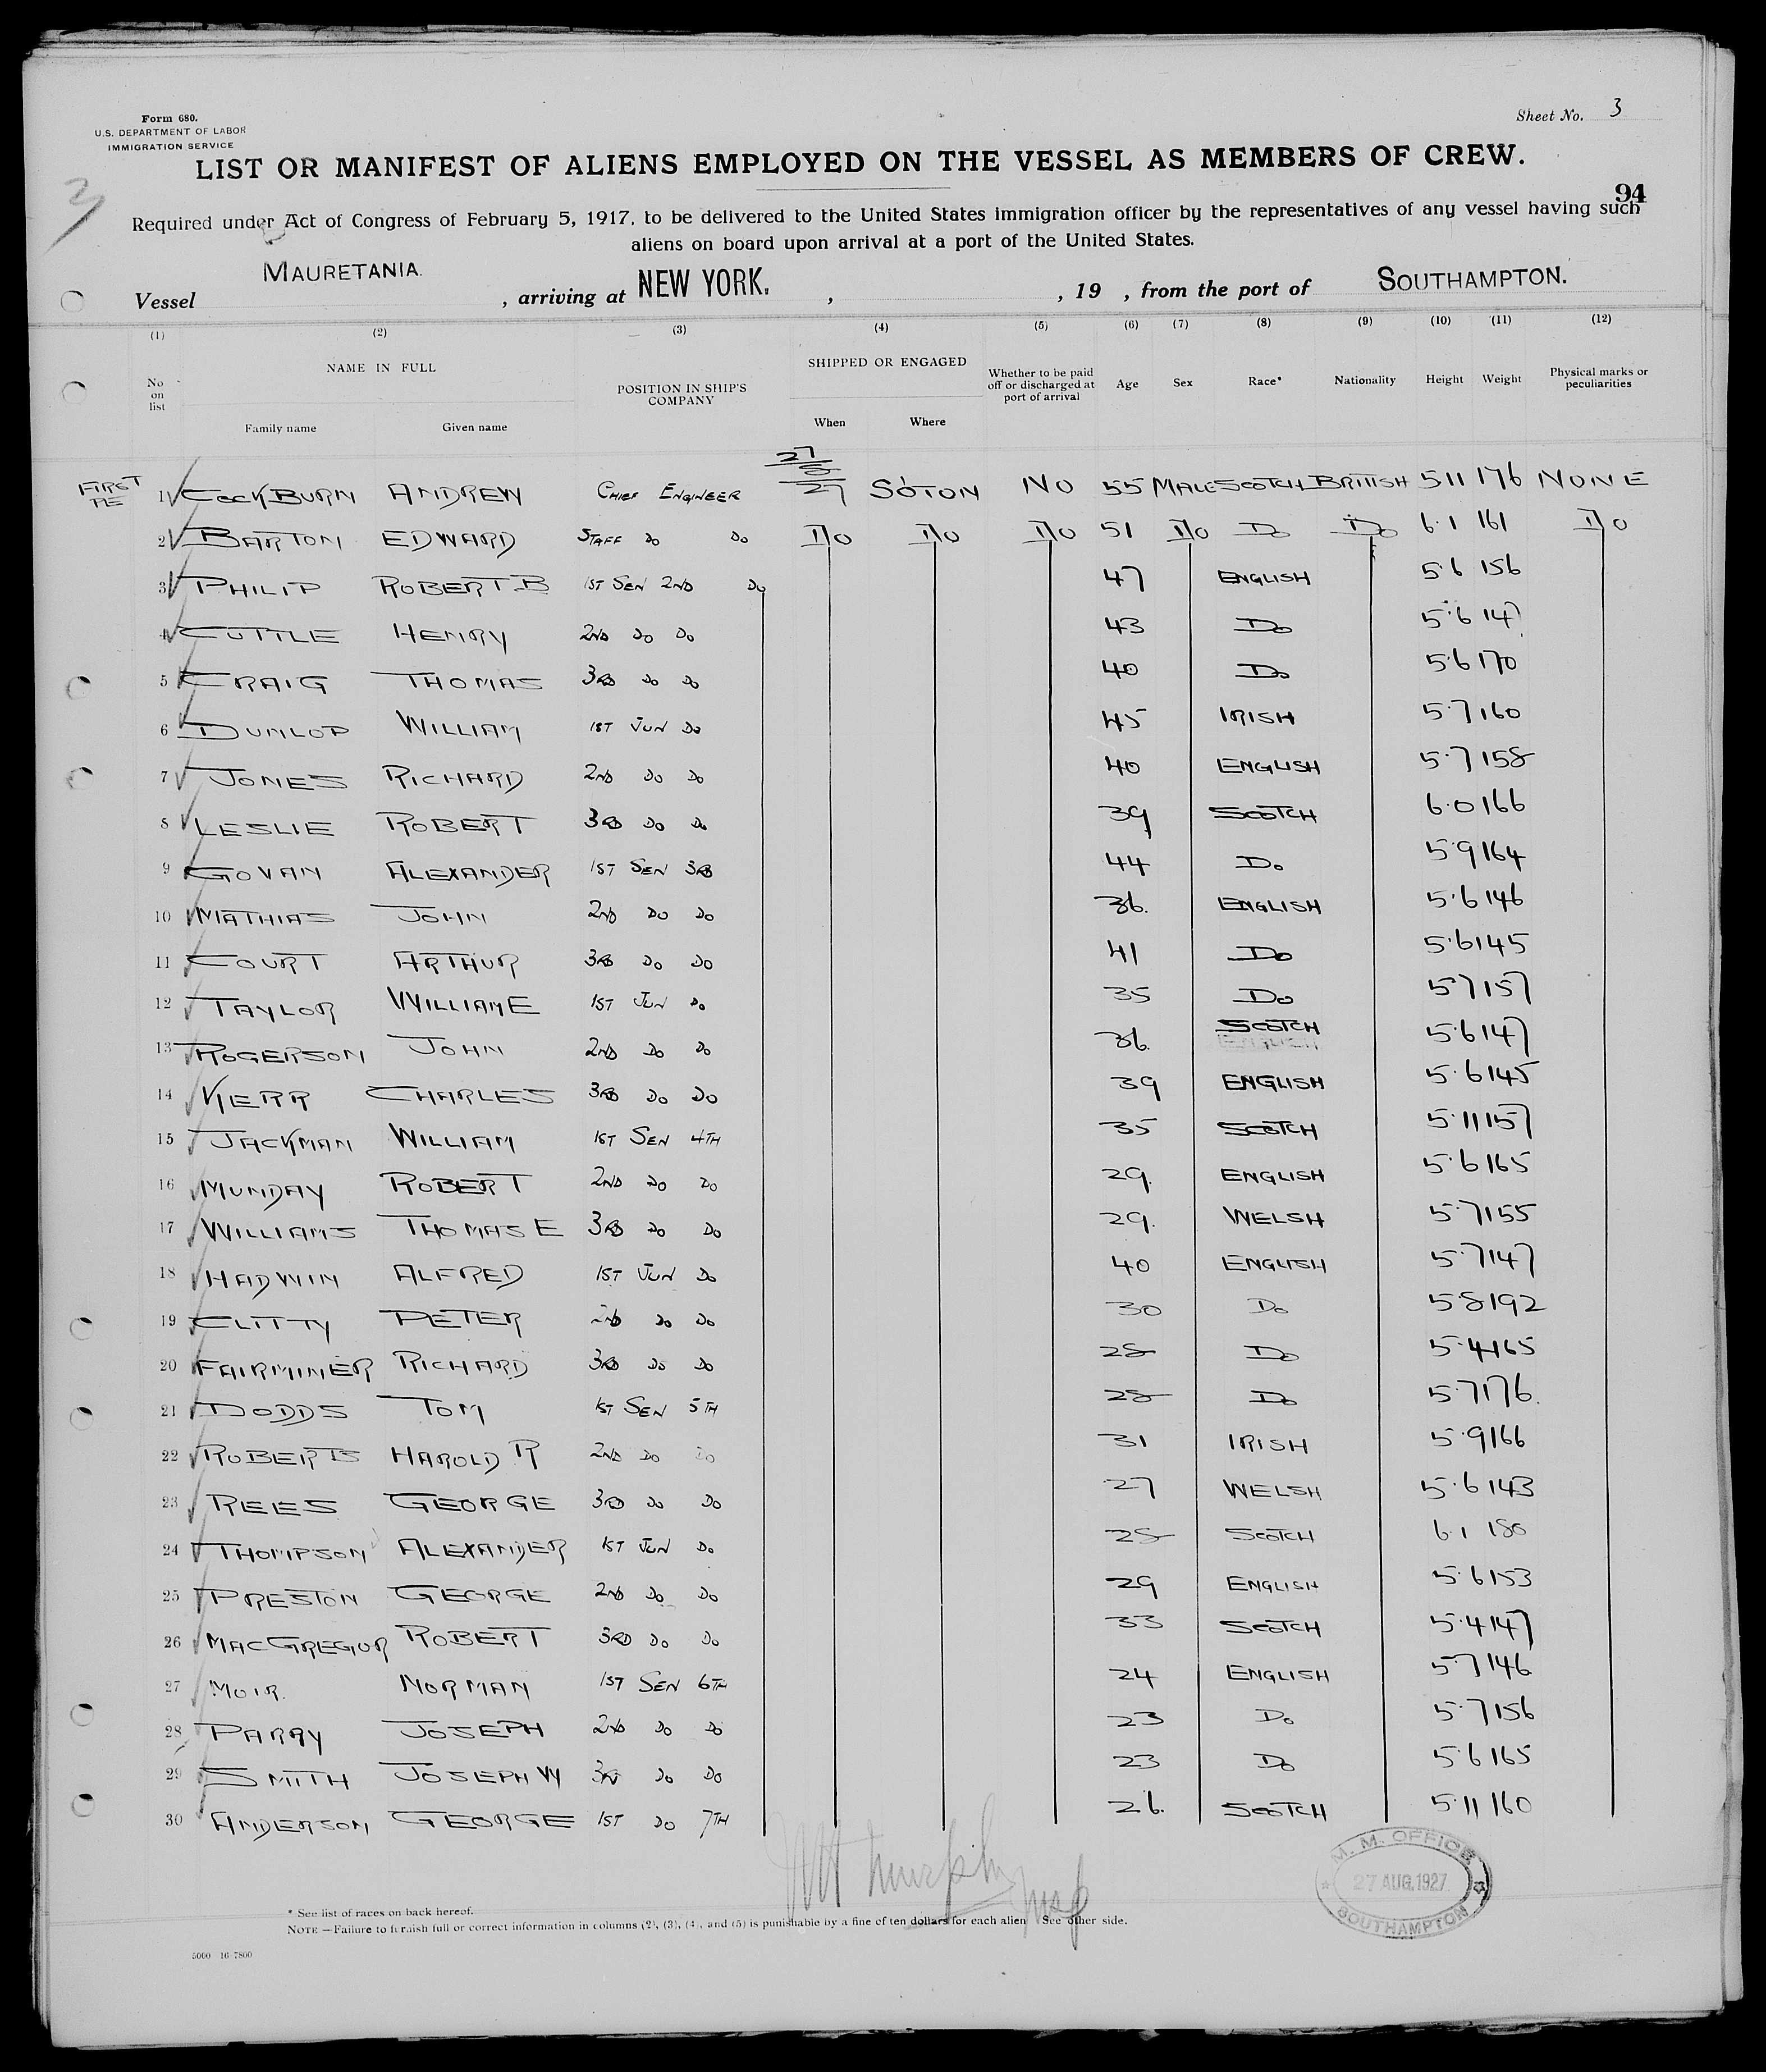 Form 680.
U.S. DEPARTMENT OF LABOR
IMMIGRATION SERVICE
Sheet No. 3
LIST OR MANIFEST OF ALIENS EMPLOYED ON THE VESSEL AS MEMBERS OF CREW.
3
94
Required under Act of Congress of February 5, 1917, to be delivered to the United States immigration officer by the representatives of any vessel having such
aliens on board upon arrival at a port of the United States.
Vessel MAURETANIA. , arriving at NEW YORK. , , 19 , from the port of SOUTHAMPTON.
(1) (2) (3) (4) (5) (6) (7) (8) (9) (10) (11) (12)
No on list NAME IN FULL Family name Given name POSITION IN SHIP'S COMPANY SHIPPED OR ENGAGED When Where Whether to be paid off or discharged at port of arrival Age Sex Race* Nationality Height Weight Physical marks or peculiarities
FIRST 1 COCKBURN ANDREW CHIEF ENGINEER 27/8/27 SO'TON NO 55 MALE SCOTCH BRITISH 5 11 176 NONE
2 BARTON EDWARD STAFF DO DO D/O D/O D/O 51 D/O DO DO 6.1 161 D/O
3 PHILIP ROBERT B 1ST SEN 2ND DO 47 ENGLISH 5.6 156
4 CUTTLE HENRY 2ND DO DO 43 DO 5.6 147
5 CRAIG THOMAS 3RD DO DO 40 DO 5.6 170
6 DUNLOP WILLIAM 1ST JUN DO 45 IRISH 5.7 160
7 JONES RICHARD 2ND DO DO 40 ENGLISH 5.7 158
8 LESLIE ROBERT 3RD DO DO 39 SCOTCH 6.0 166
9 GOVAN ALEXANDER 1ST SEN 3RD 44 DO 5.9 164
10 MATHIAS JOHN 2ND DO DO 36. ENGLISH 5.6 146
11 COURT ARTHUR 3RD DO DO 41 DO 5.6 145
12 TAYLOR WILLIAM E 1ST JUN DO 35 DO 5.7 157
13 ROGERSON JOHN 2ND DO DO 36. SCOTCH 5.6 147
14 KERR CHARLES 3RD DO DO 39 ENGLISH 5.6 145
15 JACKMAN WILLIAM 1ST SEN 4TH 35 SCOTCH 5.11 157
16 MUNDAY ROBERT 2ND DO DO 29. ENGLISH 5.6 165
17 WILLIAMS THOMAS E 3RD DO DO 29. WELSH 5.7 155
18 HADWIN ALFRED 1ST JUN DO 40 ENGLISH 5.7 147
19 CLITTY PETER 2ND DO DO 30 DO 5.8 192
20 FAIRMINER RICHARD 3RD DO DO 28 DO 5.4 165
21 DODDS TOM 1ST SEN 5TH 28 DO 5.7 176.
22 ROBERTS HAROLD R 2ND DO DO 31 IRISH 5.9 166
23 REES GEORGE 3RD DO DO 27 WELSH 5.6 143
24 THOMPSON ALEXANDER 1ST JUN DO 28 SCOTCH 6.1 180
25 PRESTON GEORGE 2ND DO DO 29 ENGLISH 5.6 153
26 MACGREGOR ROBERT 3RD DO DO 33 SCOTCH 5.4 147
27 MOIR. NORMAN 1ST SEN 6TH 24 ENGLISH 5.7 146
28 PARRY JOSEPH 2ND DO DO 23 DO 5.7 156
29 SMITH JOSEPH W 3RD DO DO 23 DO 5.6 165
30 ANDERSON GEORGE 1ST DO 7TH 26. SCOTCH 5.11 160
Murphy
M. M. OFFICE
27 AUG.1927
SOUTHAMPTON
* See list of races on back hereof.
NOTE —Failure to furnish full or correct information in columns (2), (3), (4), and (5) is punishable by a fine of ten dollars for each alien See other side.
5000 16 7800